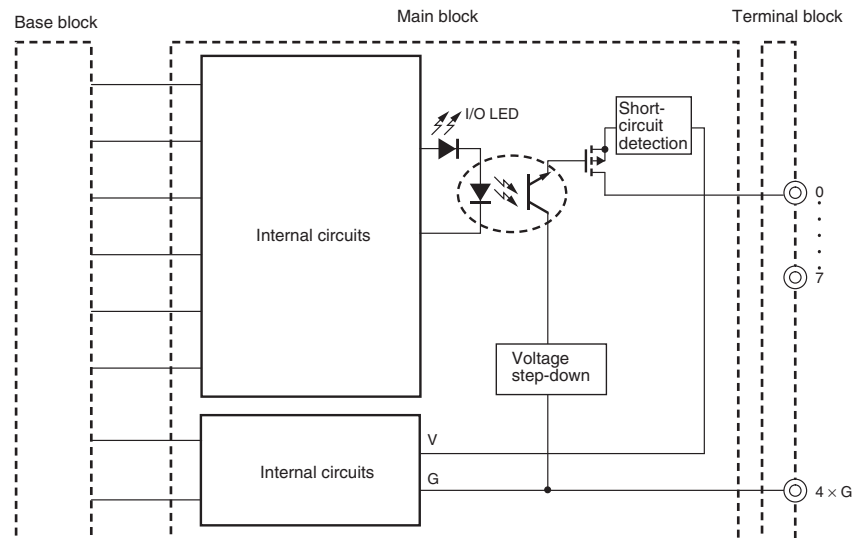 Base block
Main block
Terminal block
I/O LED
Short-
circuit
detection
0
Internal circuits
7
Voltage
step-down
V
Internal circuits
G
4 × G